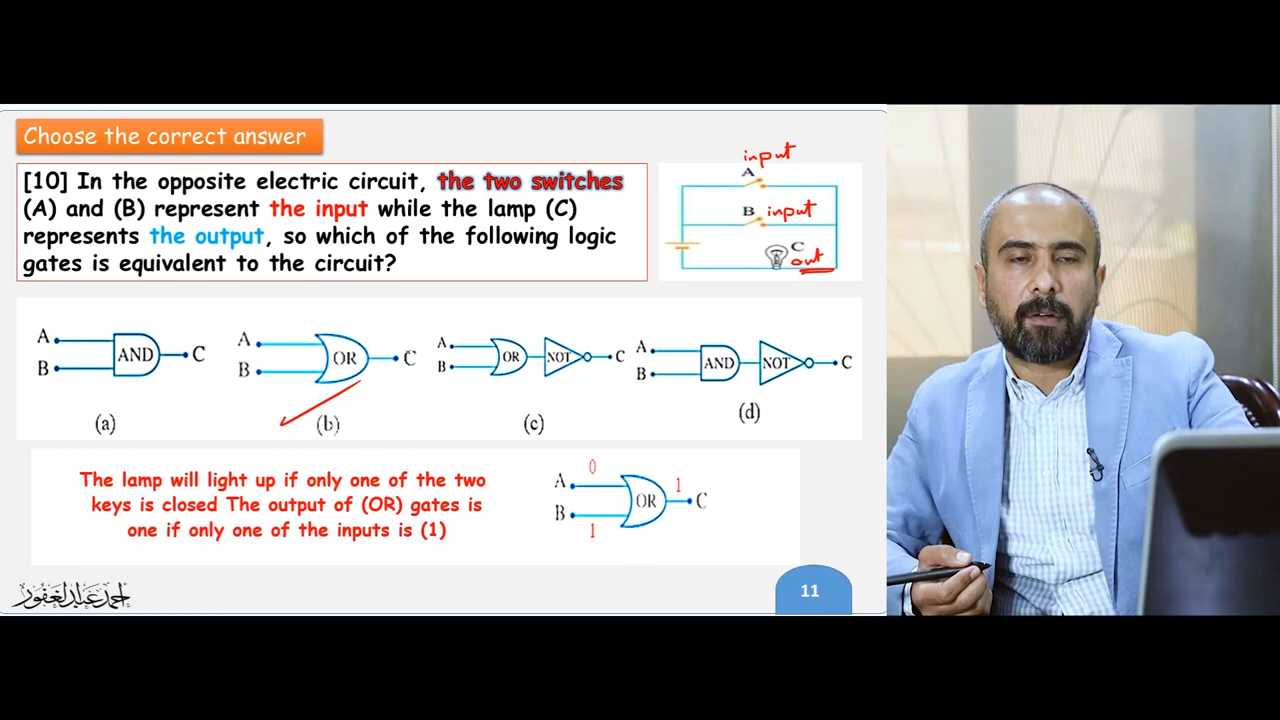 Choose the correct answer
[10] In the opposite electric circuit, the two switches
(A) and (B) represent the input while the lamp (C)
represents the output, so which of the following logic
gates is equivalent to the circuit?
input
A
B input
C
out
A
B
AND
C
(a)
A
B
OR
C
(b)
A
B
OR
NOT
C
(c)
A
B
AND
NOT
C
(d)
The lamp will light up if only one of the two
keys is closed The output of (OR) gates is
one if only one of the inputs is (1)
0
A
B
1
OR
1
C
احمد عبد الغفور
11